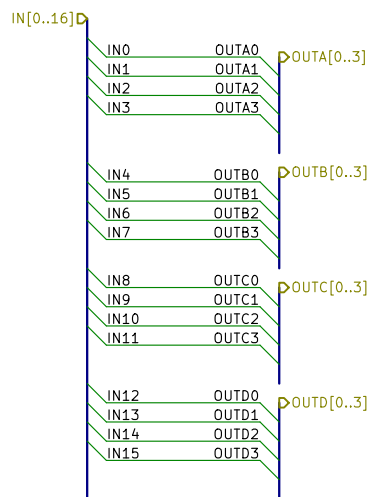 IN[0..16]
IN0 OUTA0
OUTA[0..3]
IN1 OUTA1
IN2 OUTA2
IN3 OUTA3
IN4 OUTB0
OUTB[0..3]
IN5 OUTB1
IN6 OUTB2
IN7 OUTB3
IN8 OUTC0
OUTC[0..3]
IN9 OUTC1
IN10 OUTC2
IN11 OUTC3
IN12 OUTD0
OUTD[0..3]
IN13 OUTD1
IN14 OUTD2
IN15 OUTD3